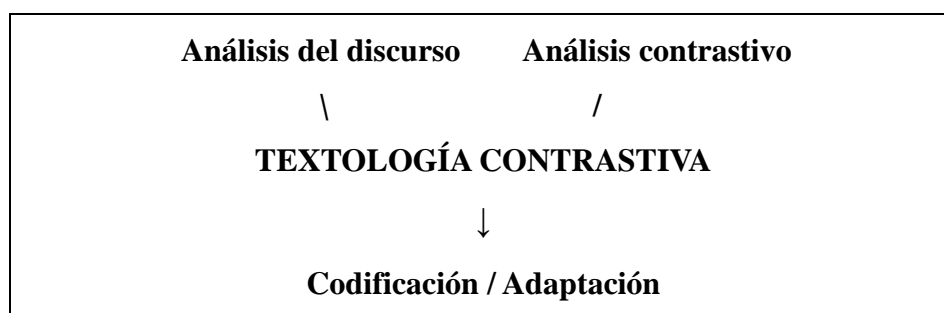 Análisis del discurso Análisis contrastivo
\ /
TEXTOLOGÍA CONTRASTIVA
↓
Codificación / Adaptación